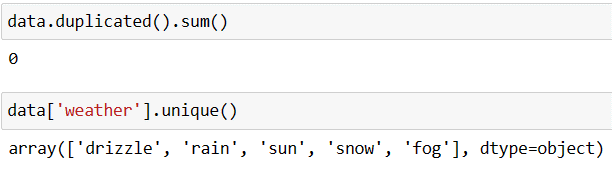 data.duplicated().sum()
0
data['weather'].unique()
array(['drizzle', 'rain', 'sun', 'snow', 'fog'], dtype=object)